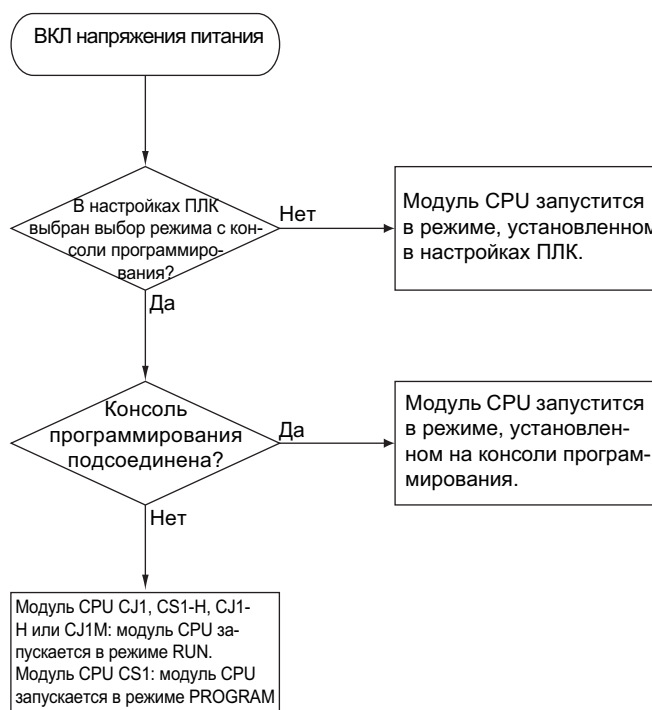 ВКЛ напряжения питания
В настройках ПЛК
выбран выбор режима с кон-
соли программиро-
вания?
Нет
Модуль CPU запустится
в режиме, установленном
в настройках ПЛК.
Да
Консоль
программирования
подсоединена?
Да
Модуль CPU запустится
в режиме, установлен-
ном на консоли програм-
мирования.
Нет
Модуль CPU CJ1, CS1-H, CJ1-
H или CJ1M: модуль CPU за-
пускается в режиме RUN.
Модуль CPU CS1: модуль CPU
запускается в режиме PROGRAM